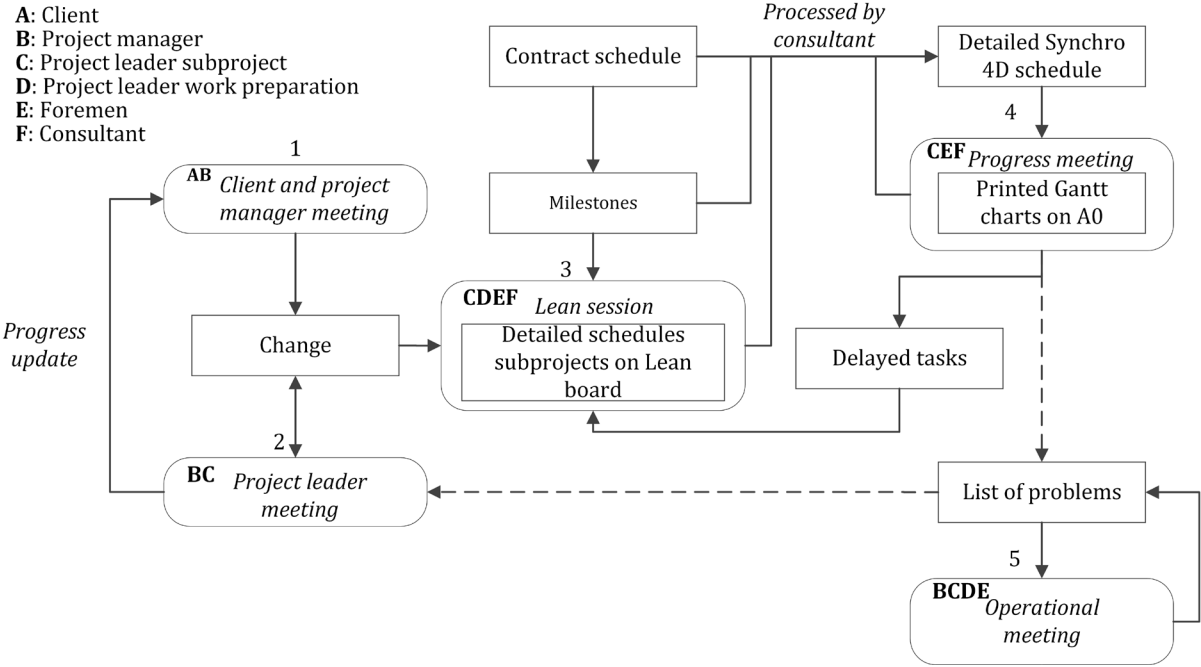 A: Client
B: Project manager
C: Project leader subproject
D: Project leader work preparation
E: Foremen
F: Consultant
Contract schedule
Processed by
consultant
Detailed Synchro
4D schedule
4
CEF
Progress meeting
Printed Gantt
charts on A0
1
AB
Client and project
manager meeting
Milestones
3
CDEF
Lean session
Detailed schedules
subprojects on Lean
board
Progress
update
Change
Delayed tasks
2
BC
Project leader
meeting
List of problems
5
BCDE
Operational
meeting